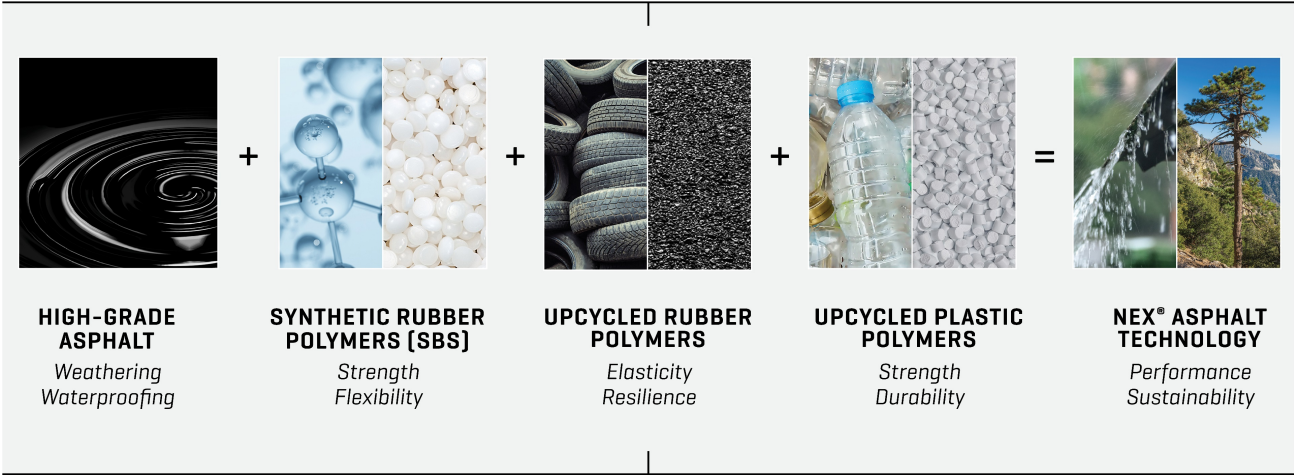 +
+
+
=
HIGH-GRADE
ASPHALT
Weathering
Waterproofing
SYNTHETIC RUBBER
POLYMERS (SBS)
Strength
Flexibility
UPCYCLED RUBBER
POLYMERS
Elasticity
Resilience
UPCYCLED PLASTIC
POLYMERS
Strength
Durability
NEX® ASPHALT
TECHNOLOGY
Performance
Sustainability